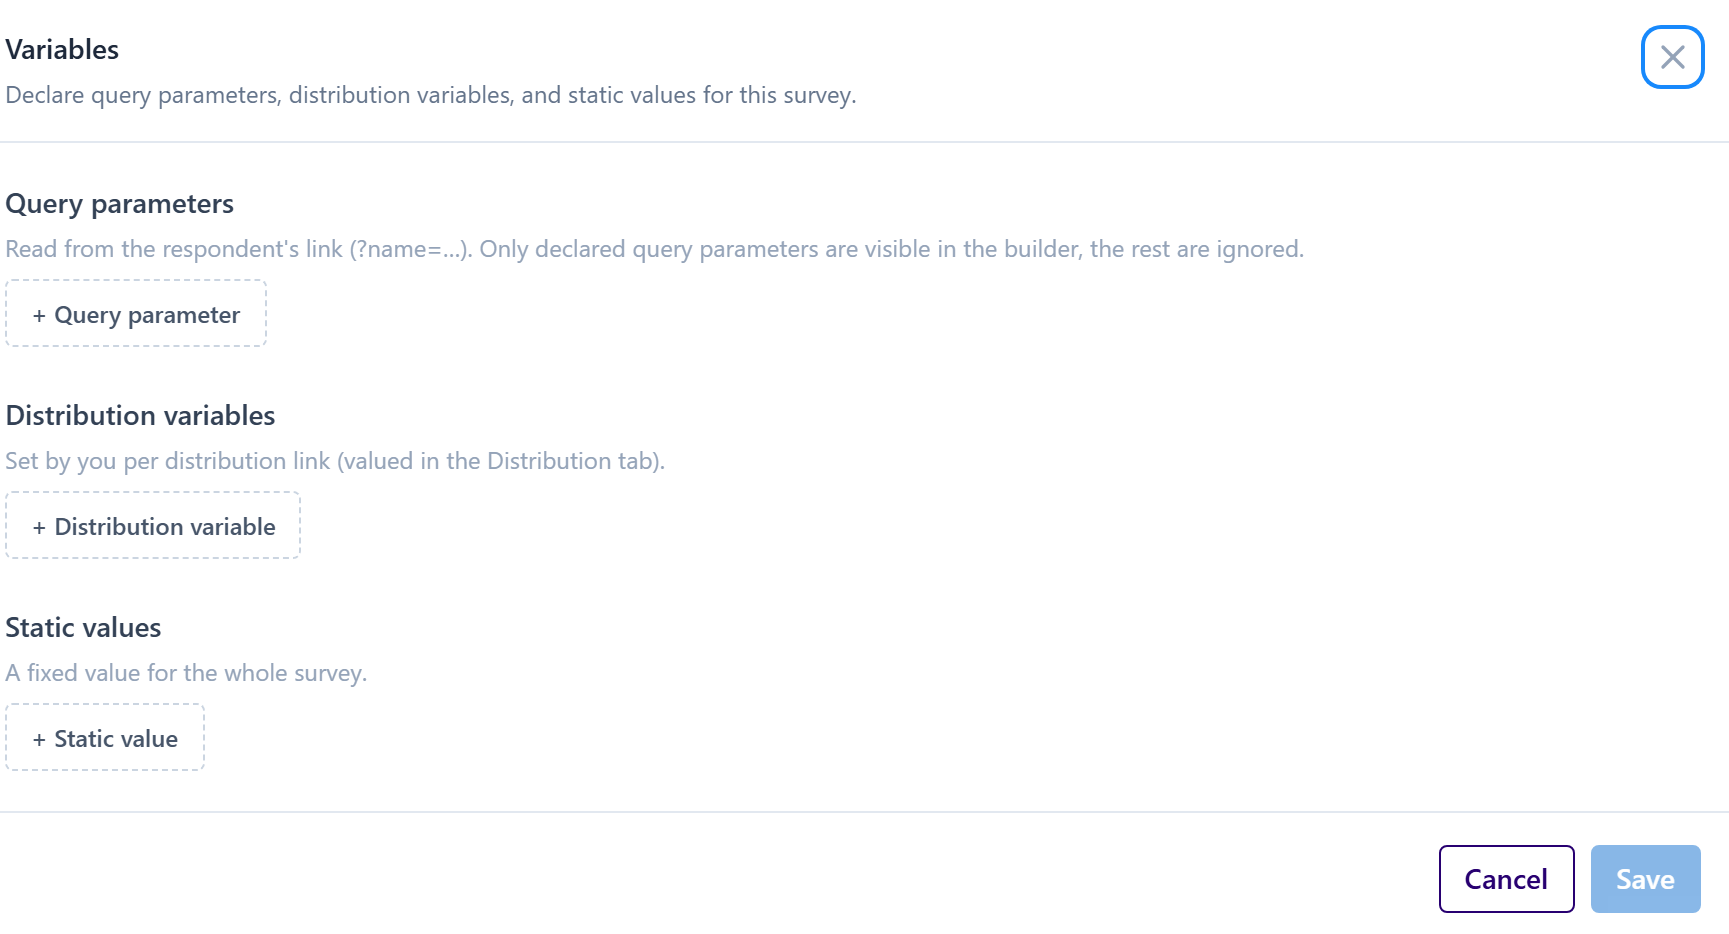 Variables
Declare query parameters, distribution variables, and static values for this survey.
Query parameters
Read from the respondent's link (?name=...). Only declared query parameters are visible in the builder, the rest are ignored.
+ Query parameter
Distribution variables
Set by you per distribution link (valued in the Distribution tab).
+ Distribution variable
Static values
A fixed value for the whole survey.
+ Static value
Cancel
Save